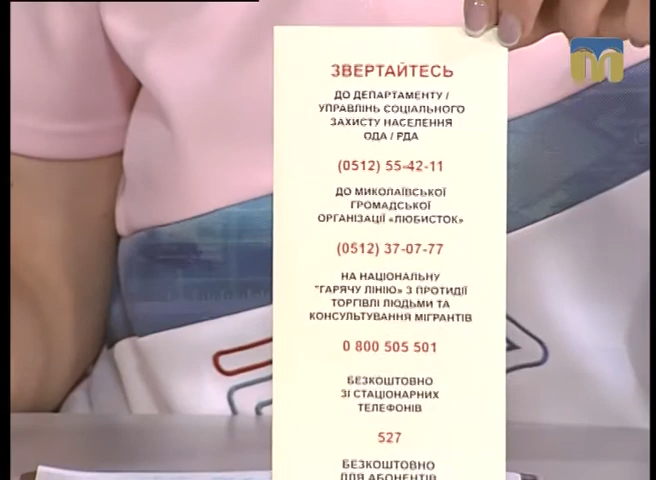 ЗВЕРТАЙТЕСЬ
ДО ДЕПАРТАМЕНТУ /
УПРАВЛІНЬ СОЦІАЛЬНОГО
ЗАХИСТУ НАСЕЛЕННЯ
ОДА / РДА
(0512) 55-42-11
ДО МИКОЛАЇВСЬКОЇ
ГРОМАДСЬКОЇ
ОРГАНІЗАЦІЇ «ЛЮБИСТОК»
(0512) 37-07-77
НА НАЦІОНАЛЬНУ
"ГАРЯЧУ ЛІНІЮ» З ПРОТИДІЇ
ТОРГІВЛІ ЛЮДЬМИ ТА
КОНСУЛЬТУВАННЯ МІГРАНТІВ
0 800 505 501
БЕЗКОШТОВНО
ЗІ СТАЦІОНАРНИХ
ТЕЛЕФОНІВ
527
БЕЗКОШТОВНО
ДЛЯ АБОНЕНТІВ